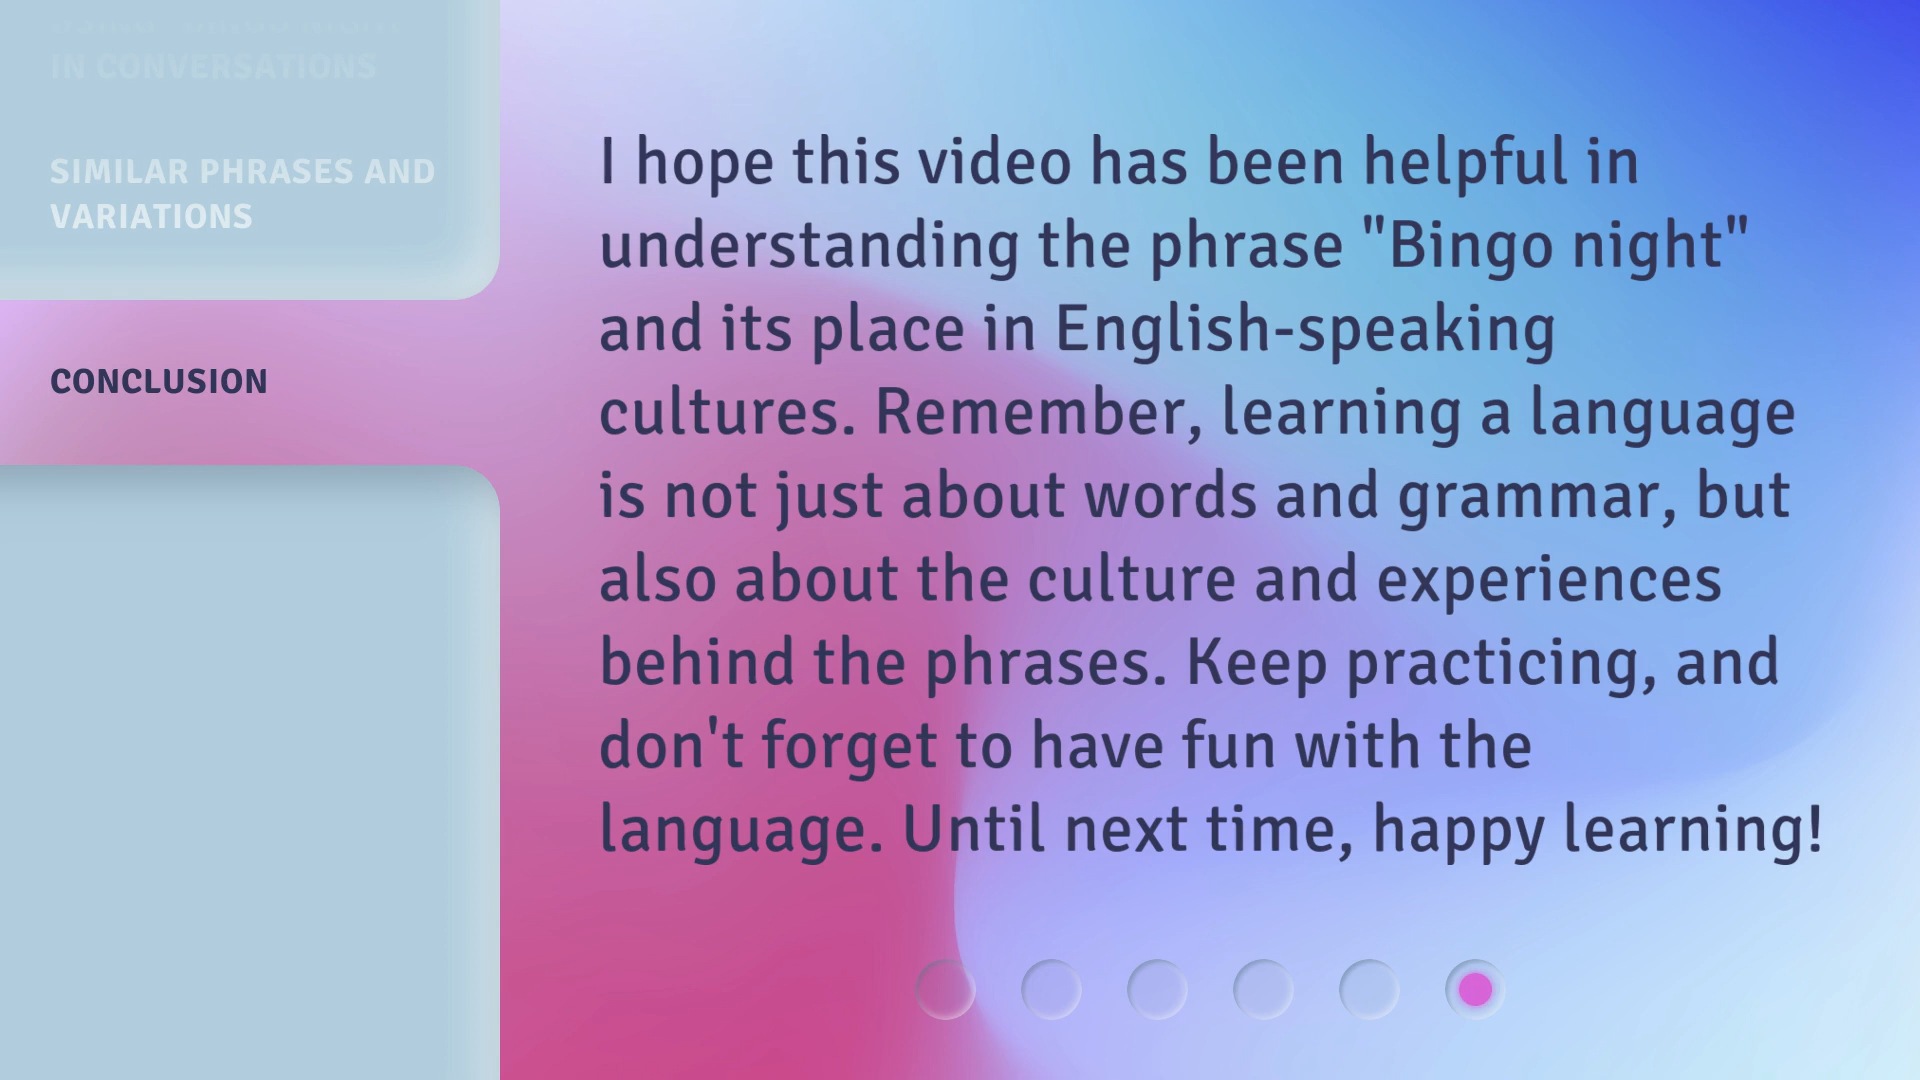 IN CONVERSATIONS
SIMILAR PHRASES AND
VARIATIONS
CONCLUSION
I hope this video has been helpful in
understanding the phrase "Bingo night"
and its place in English-speaking
cultures. Remember, learning a language
is not just about words and grammar, but
also about the culture and experiences
behind the phrases. Keep practicing, and
don't forget to have fun with the
language. Until next time, happy learning!